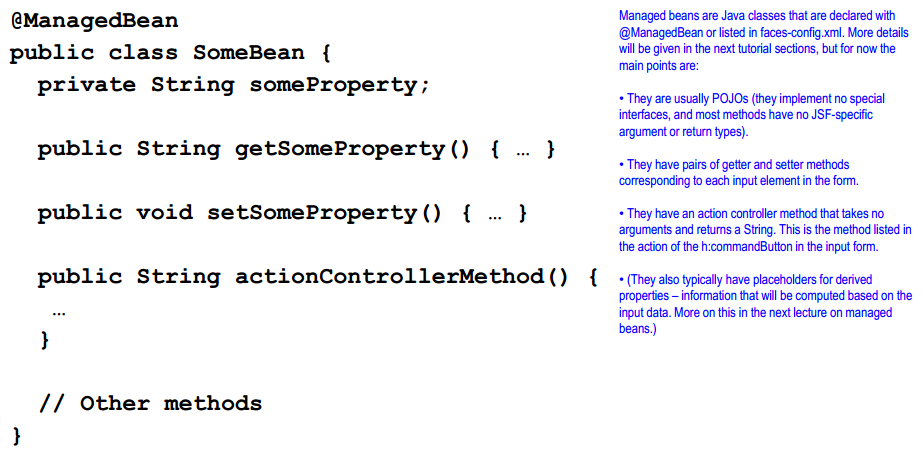 @ManagedBean
public class SomeBean {
private String someProperty;
public String getSomeProperty() { … }
public void setSomeProperty() { … }
public String actionControllerMethod() {
…
}
// Other methods
}
Managed beans are Java classes that are declared with
@ManagedBean or listed in faces-config.xml. More details
will be given in the next tutorial sections, but for now the
main points are:
• They are usually POJOs (they implement no special
interfaces, and most methods have no JSF-specific
argument or return types).
• They have pairs of getter and setter methods
corresponding to each input element in the form.
• They have an action controller method that takes no
arguments and returns a String. This is the method listed in
the action of the h:commandButton in the input form.
• (They also typically have placeholders for derived
properties – information that will be computed based on the
input data. More on this in the next lecture on managed
beans.)